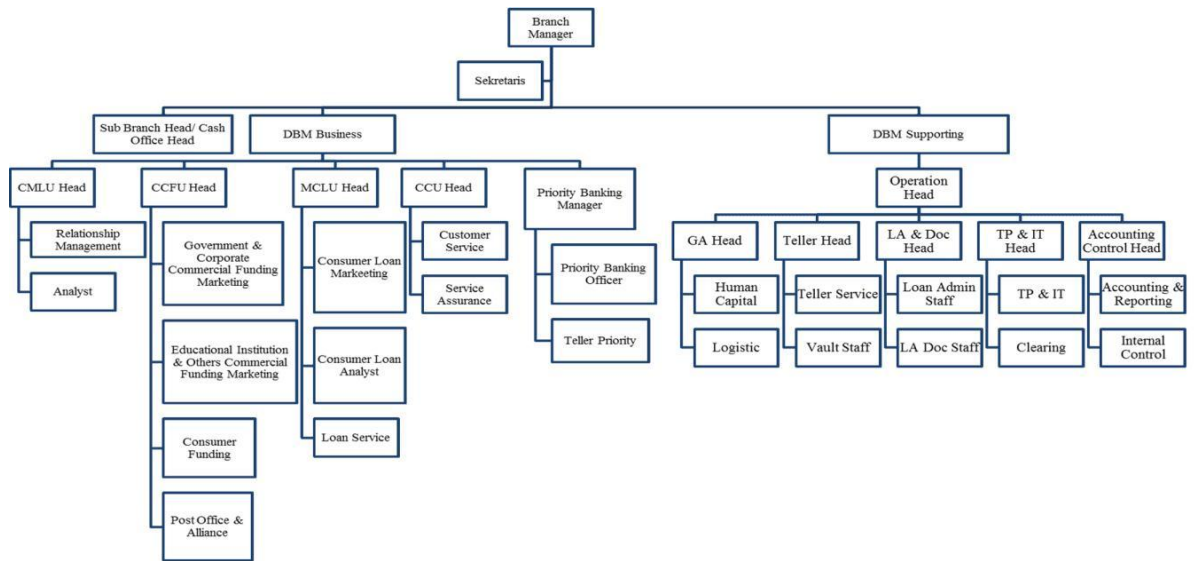 Branch
Manager
Sekretaris
Sub Branch Head/ Cash
Office Head
DBM Business
DBM Supporting
CMLU Head
CCFU Head
MCLU Head
CCU Head
Priority Banking
Manager
Operation
Head
Relationship
Management
Analyst
Government &
Corporate
Commercial Funding
Marketing
Educational Institution
& Others Commercial
Funding Marketing
Consumer
Funding
Post Office &
Alliance
Consumer Loan
Markeeting
Consumer Loan
Analyst
Loan Service
Customer
Service
Service
Assurance
Priority Banking
Officer
Teller Priority
GA Head
Teller Head
LA & Doc
Head
TP & IT
Head
Accounting
Control Head
Human
Capital
Logistic
Teller Service
Vault Staff
Loan Admin
Staff
LA Doc Staff
TP & IT
Clearing
Accounting &
Reporting
Internal
Control